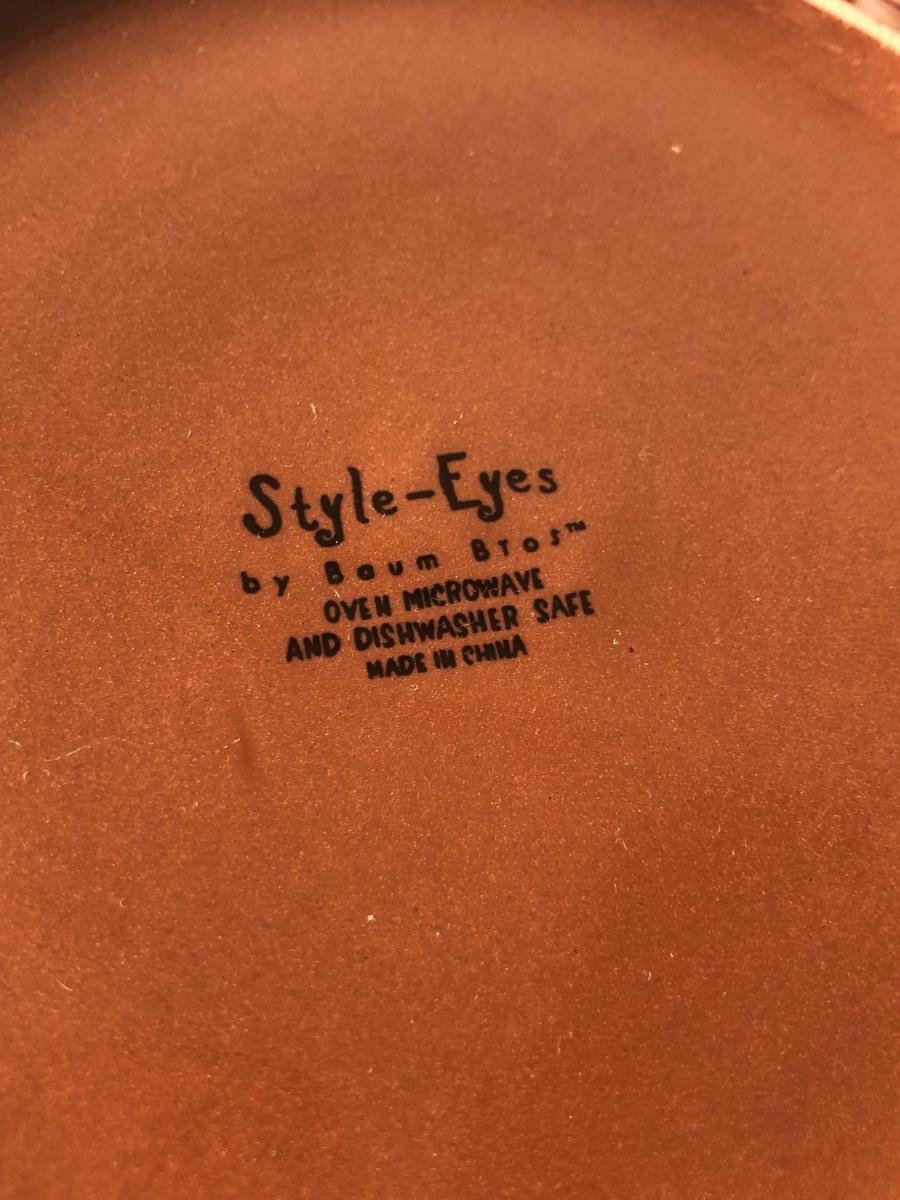 Style-Eyes
by Baum Bros™
OVEN MICROWAVE
AND DISHWASHER SAFE
MADE IN CHINA